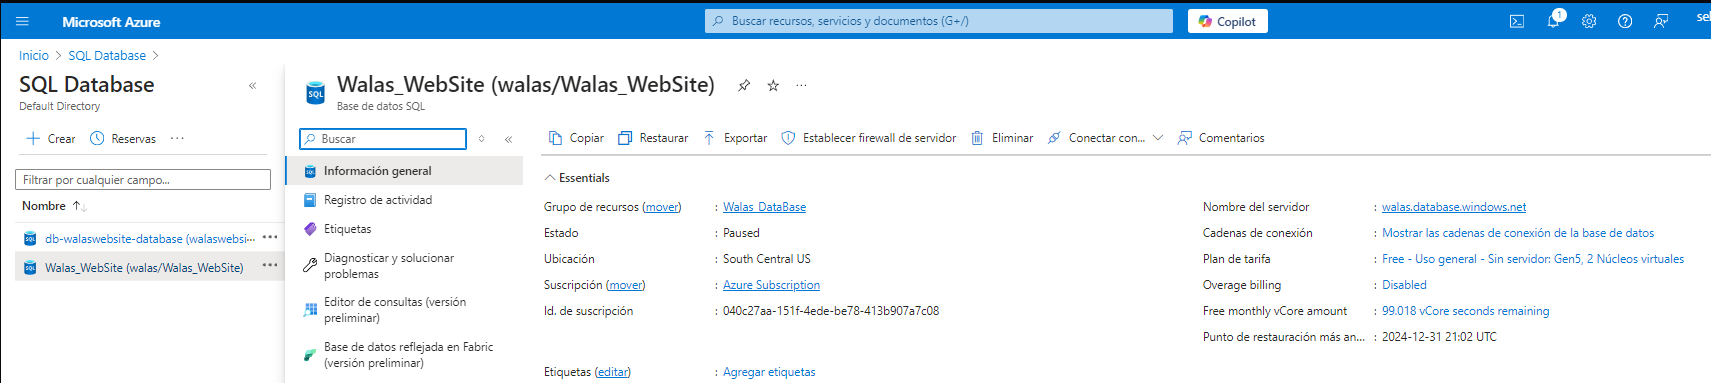 Microsoft Azure
Buscar recursos, servicios y documentos (G+/)
Copilot
1
Inicio > SQL Database >
SQL Database
Default Directory
Crear Reservas ...
Filtrar por cualquier campo...
Nombre
db-walaswebsite-database (walaswebsi...
Walas_WebSite (walas/Walas_WebSite)
Walas_WebSite (walas/Walas_WebSite)
Base de datos SQL
Buscar
Información general
Registro de actividad
Etiquetas
Diagnosticar y solucionar
problemas
Editor de consultas (versión
preliminar)
Base de datos reflejada en Fabric
(versión preliminar)
Copiar Restaurar Exportar Establecer firewall de servidor Eliminar Conectar con... Comentarios
Essentials
Grupo de recursos (mover) : Walas_DataBase
Estado : Paused
Ubicación : South Central US
Suscripción (mover) : Azure Subscription
Id. de suscripción : 040c27aa-151f-4ede-be78-413b907a7c08
Etiquetas (editar) : Agregar etiquetas
Nombre del servidor : walas.database.windows.net
Cadenas de conexión : Mostrar las cadenas de conexión de la base de datos
Plan de tarifa : Free - Uso general - Sin servidor: Gen5, 2 Núcleos virtuales
Overage billing : Disabled
Free monthly vCore amount : 99.018 vCore seconds remaining
Punto de restauración más an... : 2024-12-31 21:02 UTC